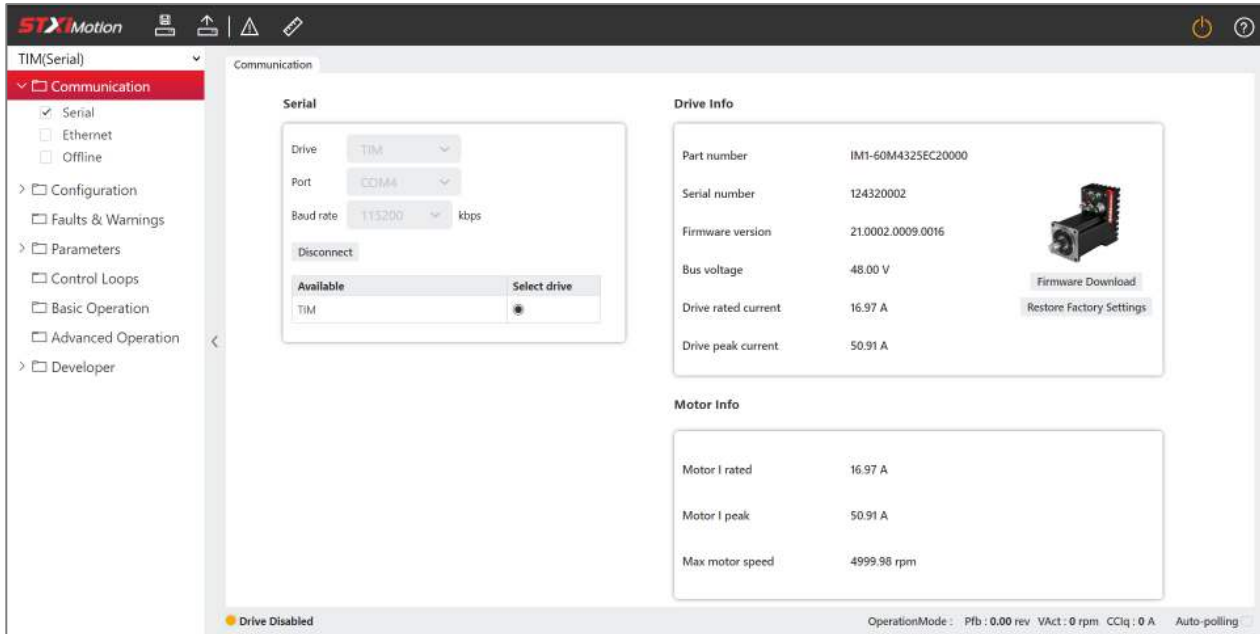 STXI Motion
TIM(Serial)
Communication
Serial
Ethernet
Offline
Configuration
Faults & Warnings
Parameters
Control Loops
Basic Operation
Advanced Operation
Developer
Communication
Serial
Drive TIM
Port COM4
Baud rate 115200 kbps
Disconnect
Available Select drive
TIM
Drive Info
Part number IM1-60M4325EC20000
Serial number 124320002
Firmware version 21.0002.0009.0016
Bus voltage 48.00 V
Firmware Download
Drive rated current 16.97 A
Restore Factory Settings
Drive peak current 50.91 A
Motor Info
Motor I rated 16.97 A
Motor I peak 50.91 A
Max motor speed 4999.98 rpm
Drive Disabled
OperationMode : Pfb : 0.00 rev VAct : 0 rpm CCIq : 0 A Auto-polling